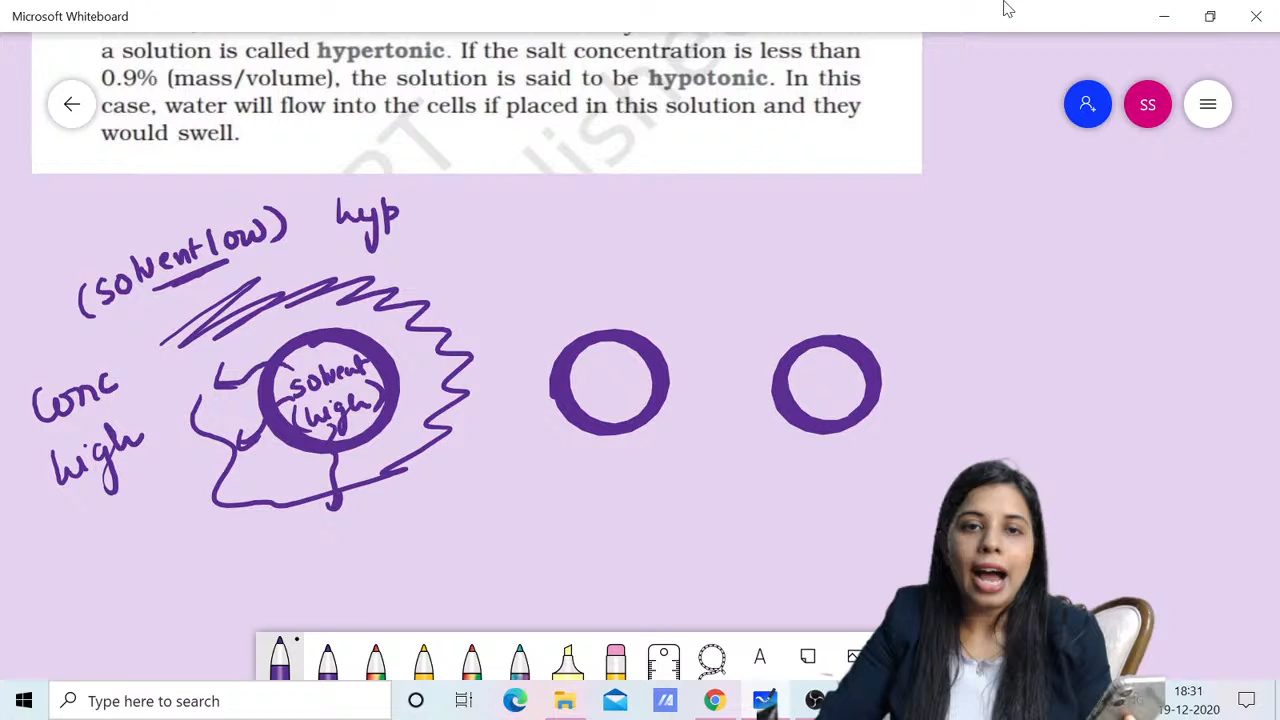 Microsoft Whiteboard
a solution is called hypertonic. If the salt concentration is less than
0.9% (mass/volume), the solution is said to be hypotonic. In this
case, water will flow into the cells if placed in this solution and they
would swell.
SS
(solvent low)
hyp
solvent
(high)
Conc
high
A
Type here to search
18:31
19-12-2020